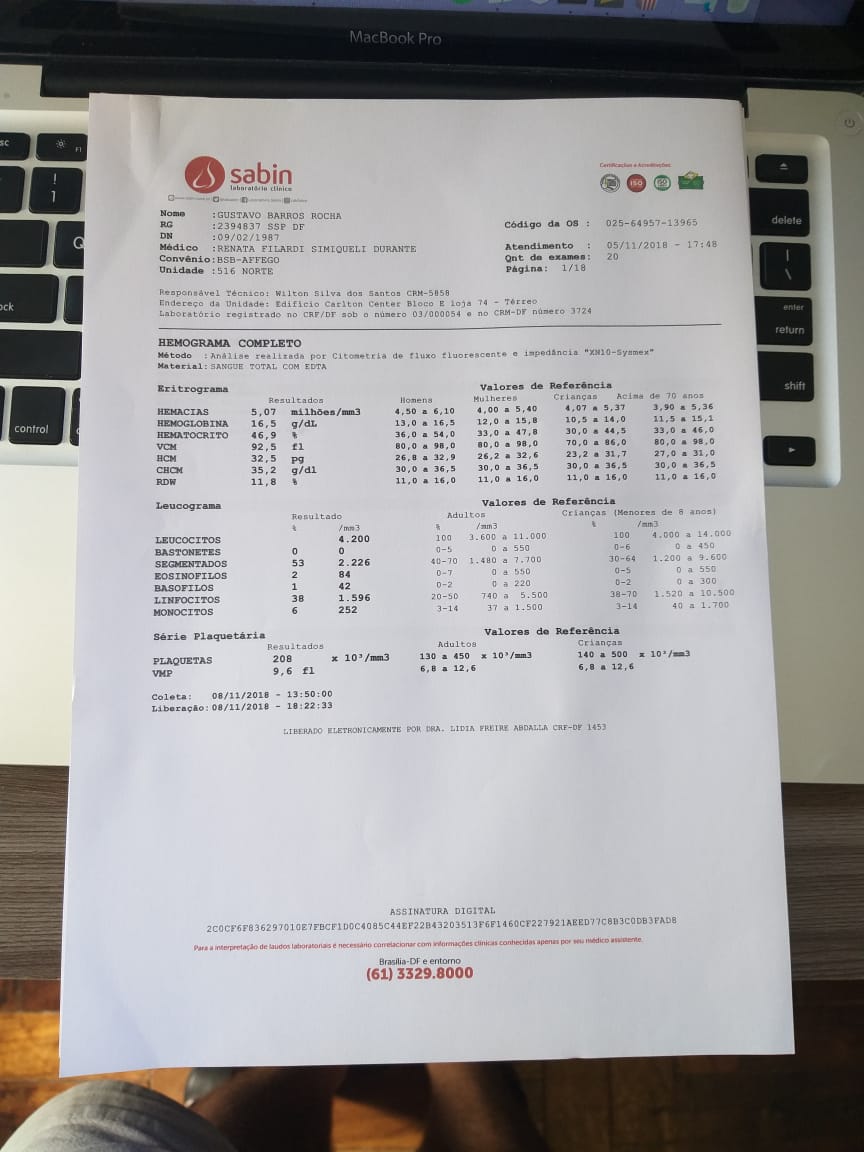 MacBook Pro
sc
F1
!
1
Q
ock
control
delete
|
\
enter
return
shift
sabin
laboratório clínico
Certificações e Acreditações:
ISO
Nome :GUSTAVO BARROS ROCHA
RG :2394837 SSP DF
DN :09/02/1987
Médico :RENATA FILARDI SIMIQUELI DURANTE
Convênio:BSB-AFFEGO
Unidade :516 NORTE
Código da OS : 025-64957-13965
Atendimento : 05/11/2018 - 17:48
Qnt de exames: 20
Página: 1/18
Responsável Técnico: Wilton Silva dos Santos CRM-5858
Endereço da Unidade: Edifício Carlton Center Bloco E loja 74 - Térreo
Laboratório registrado no CRF/DF sob o número 03/000054 e no CRM-DF número 3724
HEMOGRAMA COMPLETO
Método :Análise realizada por Citometria de fluxo fluorescente e impedância "XN10-Sysmex"
Material:SANGUE TOTAL COM EDTA
Eritrograma Valores de Referência
Resultados Homens Mulheres Crianças Acima de 70 anos
HEMACIAS 5,07 milhões/mm3 4,50 a 6,10 4,00 a 5,40 4,07 a 5,37 3,90 a 5,36
HEMOGLOBINA 16,5 g/dL 13,0 a 16,5 12,0 a 15,8 10,5 a 14,0 11,5 a 15,1
HEMATOCRITO 46,9 % 36,0 a 54,0 33,0 a 47,8 30,0 a 44,5 33,0 a 46,0
VCM 92,5 fl 80,0 a 98,0 80,0 a 98,0 70,0 a 86,0 80,0 a 98,0
HCM 32,5 pg 26,8 a 32,9 26,2 a 32,6 23,2 a 31,7 27,0 a 31,0
CHCM 35,2 g/dl 30,0 a 36,5 30,0 a 36,5 30,0 a 36,5 30,0 a 36,5
RDW 11,8 % 11,0 a 16,0 11,0 a 16,0 11,0 a 16,0 11,0 a 16,0
Leucograma Valores de Referência
Resultado Adultos Crianças (Menores de 8 anos)
% /mm3 % /mm3 % /mm3
LEUCOCITOS 4.200 100 3.600 a 11.000 100 4.000 a 14.000
BASTONETES 0 0 0-5 0 a 550 0-6 0 a 450
SEGMENTADOS 53 2.226 40-70 1.480 a 7.700 30-64 1.200 a 9.600
EOSINOFILOS 2 84 0-7 0 a 550 0-5 0 a 550
BASOFILOS 1 42 0-2 0 a 220 0-2 0 a 300
LINFOCITOS 38 1.596 20-50 740 a 5.500 38-70 1.520 a 10.500
MONOCITOS 6 252 3-14 37 a 1.500 3-14 40 a 1.700
Série Plaquetária Valores de Referência
Resultados Adultos Crianças
PLAQUETAS 208 x 10³/mm3 130 a 450 x 10³/mm3 140 a 500 x 10³/mm3
VMP 9,6 fl 6,8 a 12,6 6,8 a 12,6
Coleta: 08/11/2018 - 13:50:00
Liberação:08/11/2018 - 18:22:33
LIBERADO ELETRONICAMENTE POR DRA. LIDIA FREIRE ABDALLA CRF-DF 1453
ASSINATURA DIGITAL
2C0CF6F836297010E7FBCF1D0C4085C44EF22B43203513F6F1460CF227921AEED77C8B3C0DB3FAD8
Para a interpretação de laudos laboratoriais é necessário correlacionar com informações clínicas conhecidas apenas por seu médico assistente.
Brasília-DF e entorno
(61) 3329.8000